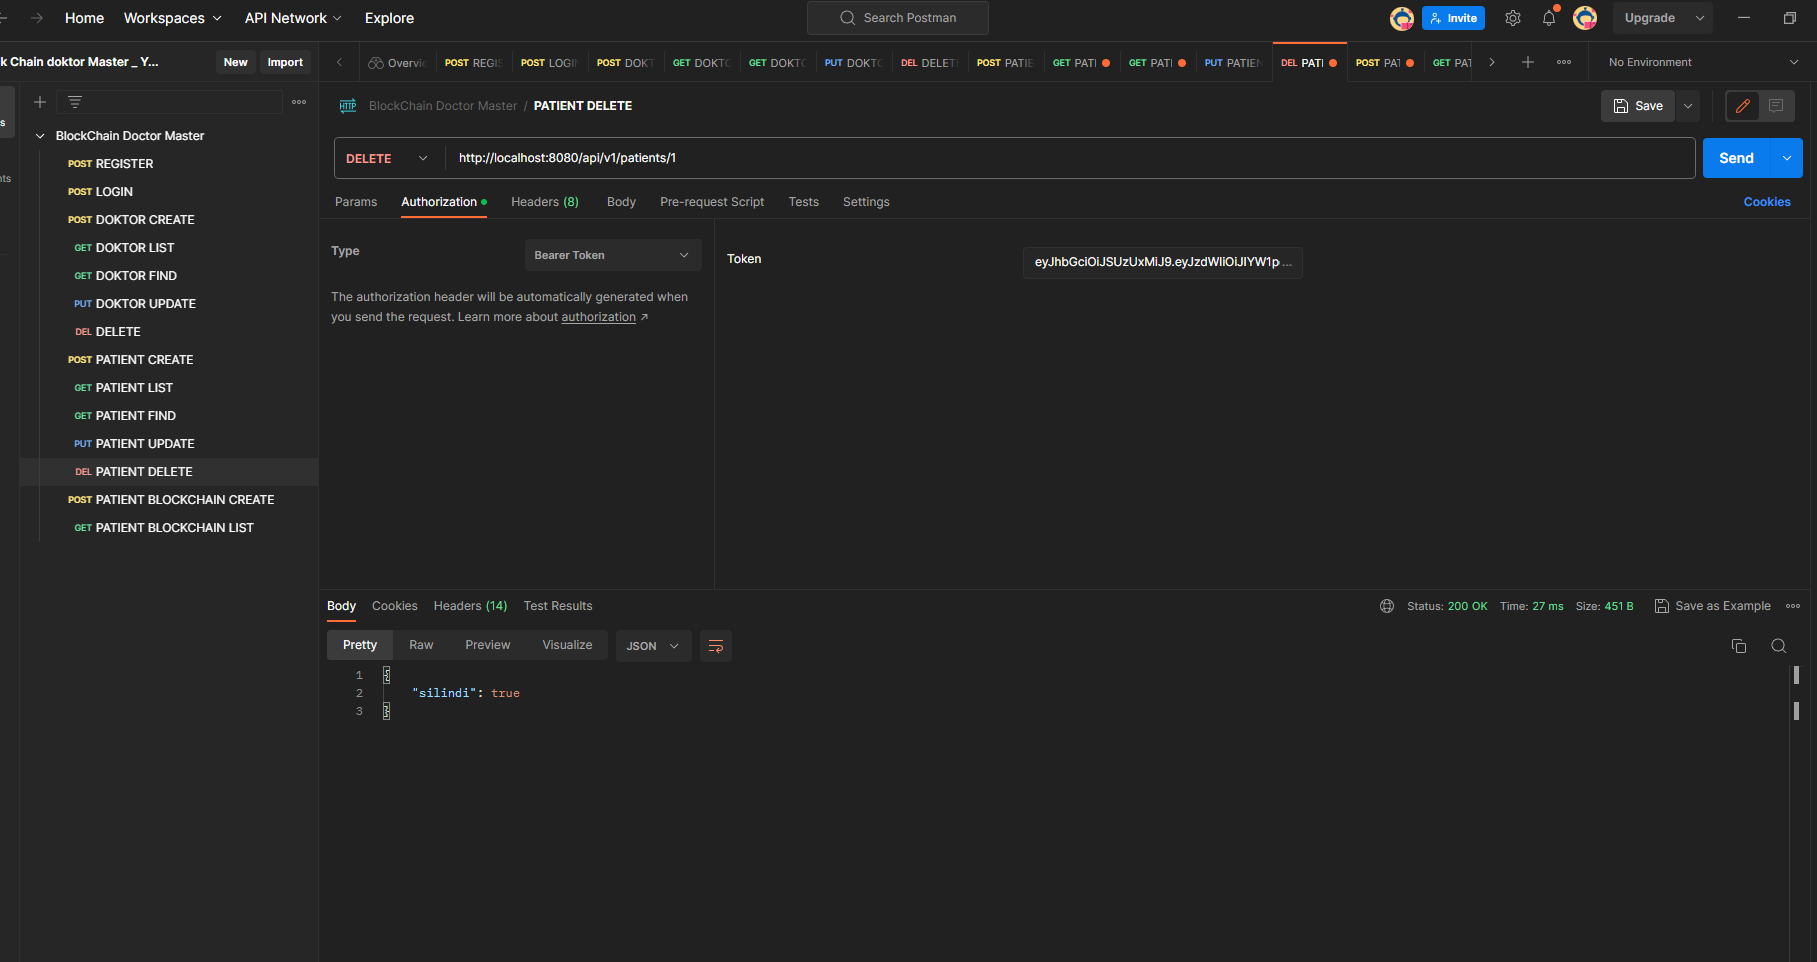 Home Workspaces API Network Explore Search Postman Invite Upgrade
k Chain doktor Master _ Y... New Import
Overvie POST REGIS POST LOGIN POST DOKT GET DOKTO GET DOKTO PUT DOKTO DEL DELETE POST PATIE GET PATI GET PATI PUT PATIEN DEL PATI POST PAT GET PAT No Environment
BlockChain Doctor Master / PATIENT DELETE Save
BlockChain Doctor Master
POST REGISTER
POST LOGIN
POST DOKTOR CREATE
GET DOKTOR LIST
GET DOKTOR FIND
PUT DOKTOR UPDATE
DEL DELETE
POST PATIENT CREATE
GET PATIENT LIST
GET PATIENT FIND
PUT PATIENT UPDATE
DEL PATIENT DELETE
POST PATIENT BLOCKCHAIN CREATE
GET PATIENT BLOCKCHAIN LIST
s
nts
HTTP
DELETE http://localhost:8080/api/v1/patients/1 Send
Params Authorization Headers (8) Body Pre-request Script Tests Settings Cookies
Type Bearer Token
The authorization header will be automatically generated when
you send the request. Learn more about authorization ↗
Token
Body Cookies Headers (14) Test Results Status: 200 OK Time: 27 ms Size: 451 B Save as Example
Pretty Raw Preview Visualize JSON
1 {
2 "silindi": true
3 }